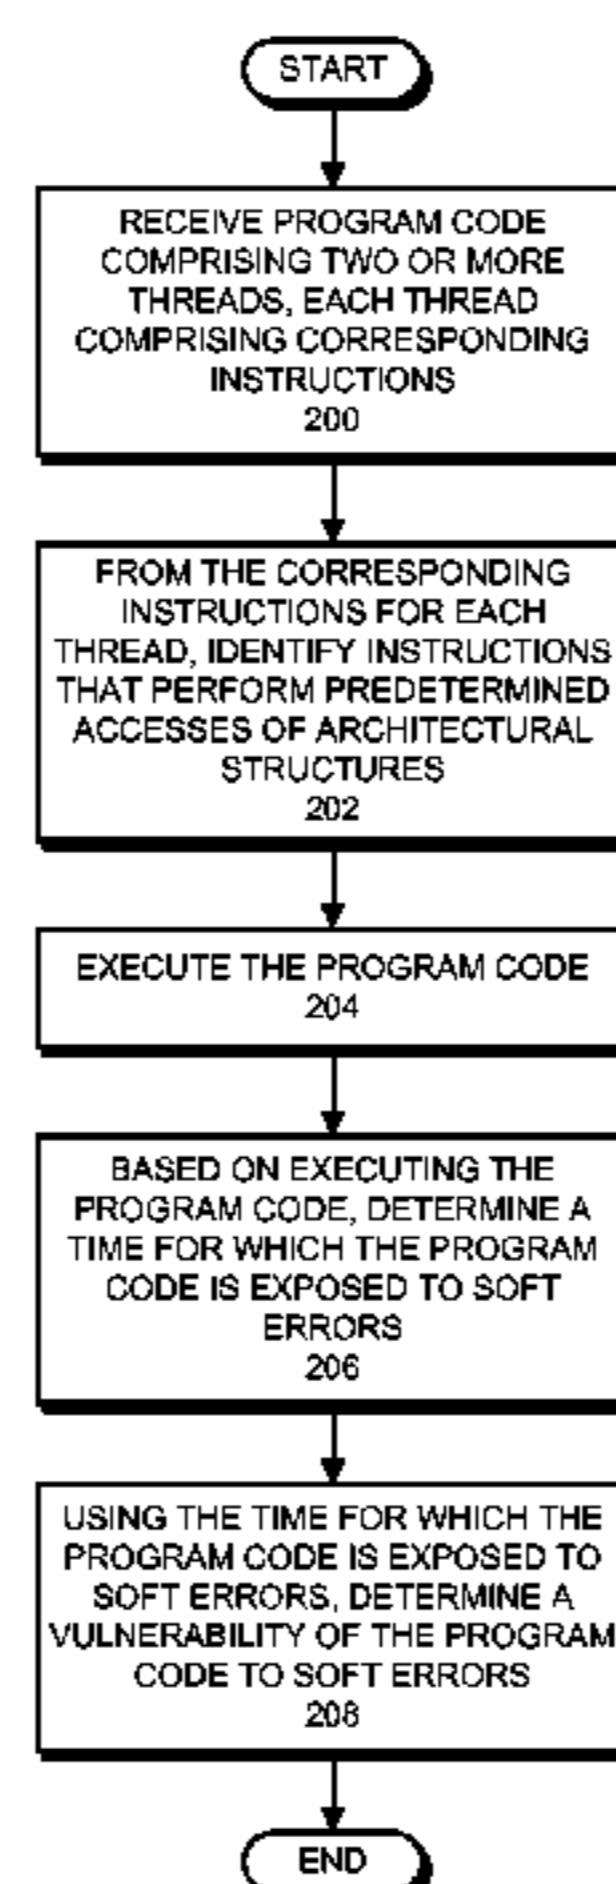 START
RECEIVE PROGRAM CODE
COMPRISING TWO OR MORE
THREADS, EACH THREAD
COMPRISING CORRESPONDING
INSTRUCTIONS
200
FROM THE CORRESPONDING
INSTRUCTIONS FOR EACH
THREAD, IDENTIFY INSTRUCTIONS
THAT PERFORM PREDETERMINED
ACCESSES OF ARCHITECTURAL
STRUCTURES
202
EXECUTE THE PROGRAM CODE
204
BASED ON EXECUTING THE
PROGRAM CODE, DETERMINE A
TIME FOR WHICH THE PROGRAM
CODE IS EXPOSED TO SOFT
ERRORS
206
USING THE TIME FOR WHICH THE
PROGRAM CODE IS EXPOSED TO
SOFT ERRORS, DETERMINE A
VULNERABILITY OF THE PROGRAM
CODE TO SOFT ERRORS
208
END